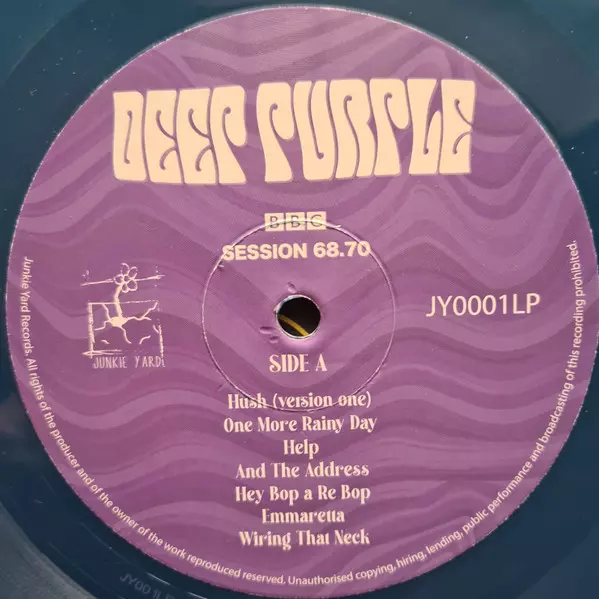 DEEP PURPLE
BBC
SESSION 68.70
JY0001LP
JUNKIE YARD
SIDE A
Hush (version one)
One More Rainy Day
Help
And The Address
Hey Bop a Re Bop
Emmaretta
Wiring That Neck
Junkie Yard Records. All rights of the producer and of the owner of the work reproduced reserved. Unauthorised copying, hiring, lending, public performance and broadcasting of this recording prohibited.